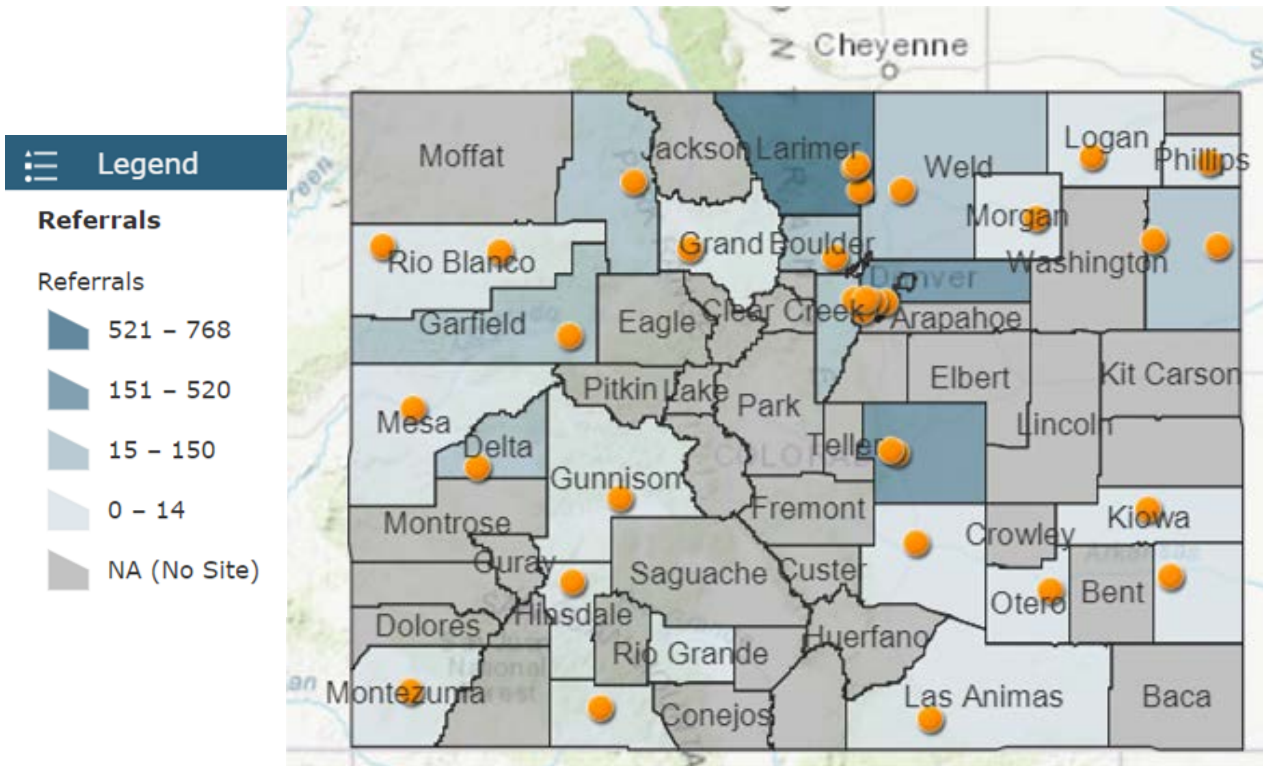 Legend
Referrals
Referrals
521 – 768
151 – 520
15 – 150
0 – 14
NA (No Site)
Cheyenne
Moffat
Jackson
Larimer
Weld
Logan
Phillips
Morgan
Rio Blanco
Grand
Boulder
Washington
Denver
Garfield
Eagle
Clear Creek
Arapahoe
Pitkin
Lake
Park
Elbert
Kit Carson
Mesa
Delta
Teller
Lincoln
Gunnison
Montrose
Fremont
Crowley
Kiowa
Arkansas
Ouray
Saguache
Custer
Otero
Bent
Hinsdale
Dolores
Rio Grande
Huerfano
National
Montezuma
Conejos
Las Animas
Baca